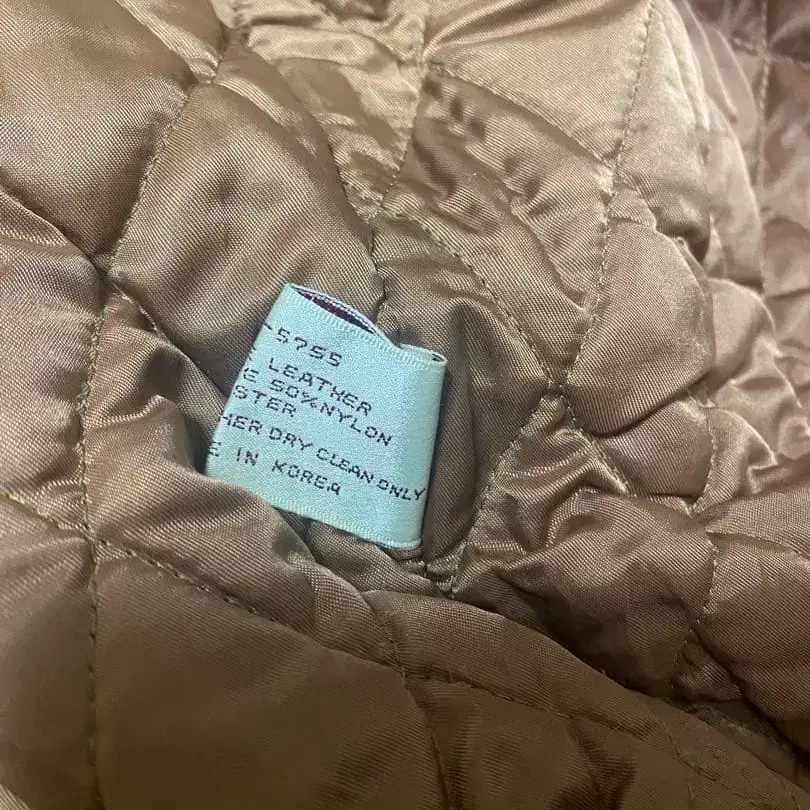 -5755
LEATHER
E 50% NYLON
STER
HER DRY CLEAN ONLY
E IN KOREA